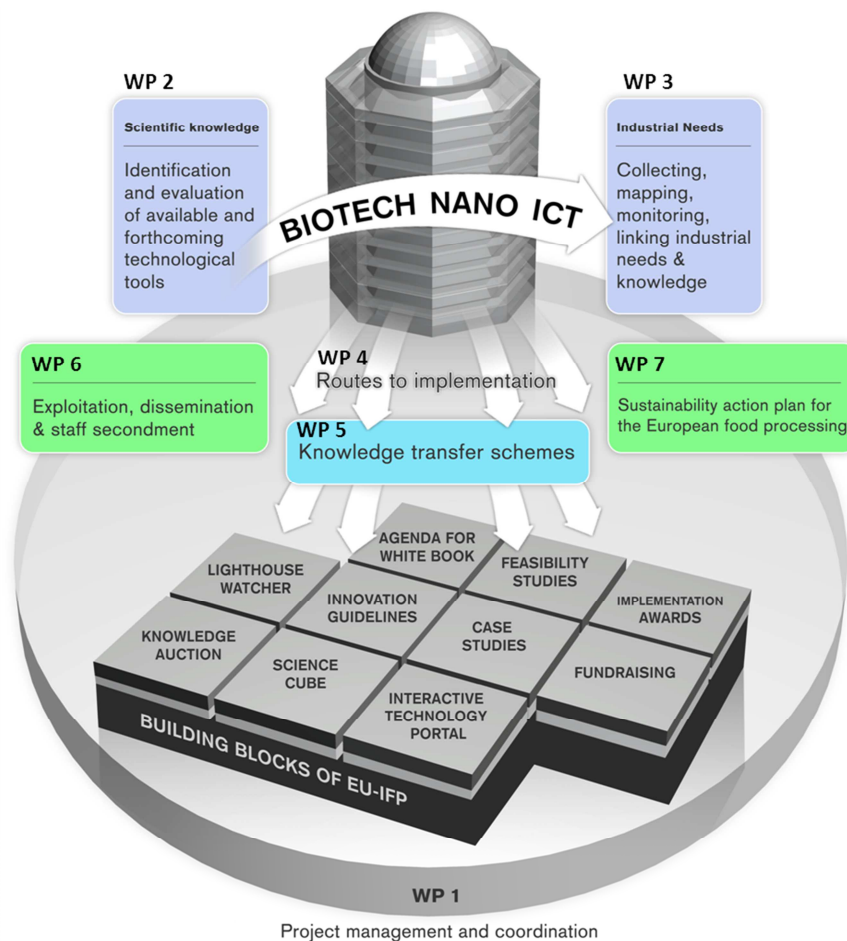 WP 2
Scientific knowledge
Identification
and evaluation
of available and
forthcoming
technological
tools
BIOTECH NANO ICT
WP 3
Industrial Needs
Collecting,
mapping,
monitoring,
linking industrial
needs &
knowledge
WP 6
Exploitation, dissemination
& staff secondment
WP 4
Routes to implementation
WP 7
Sustainability action plan for
the European food processing
WP 5
Knowledge transfer schemes
AGENDA FOR
WHITE BOOK
LIGHTHOUSE
WATCHER
FEASIBILITY
STUDIES
INNOVATION
GUIDELINES
IMPLEMENTATION
AWARDS
KNOWLEDGE
AUCTION
CASE
STUDIES
SCIENCE
CUBE
FUNDRAISING
INTERACTIVE
TECHNOLOGY
PORTAL
BUILDING BLOCKS OF EU-IFP
WP 1
Project management and coordination